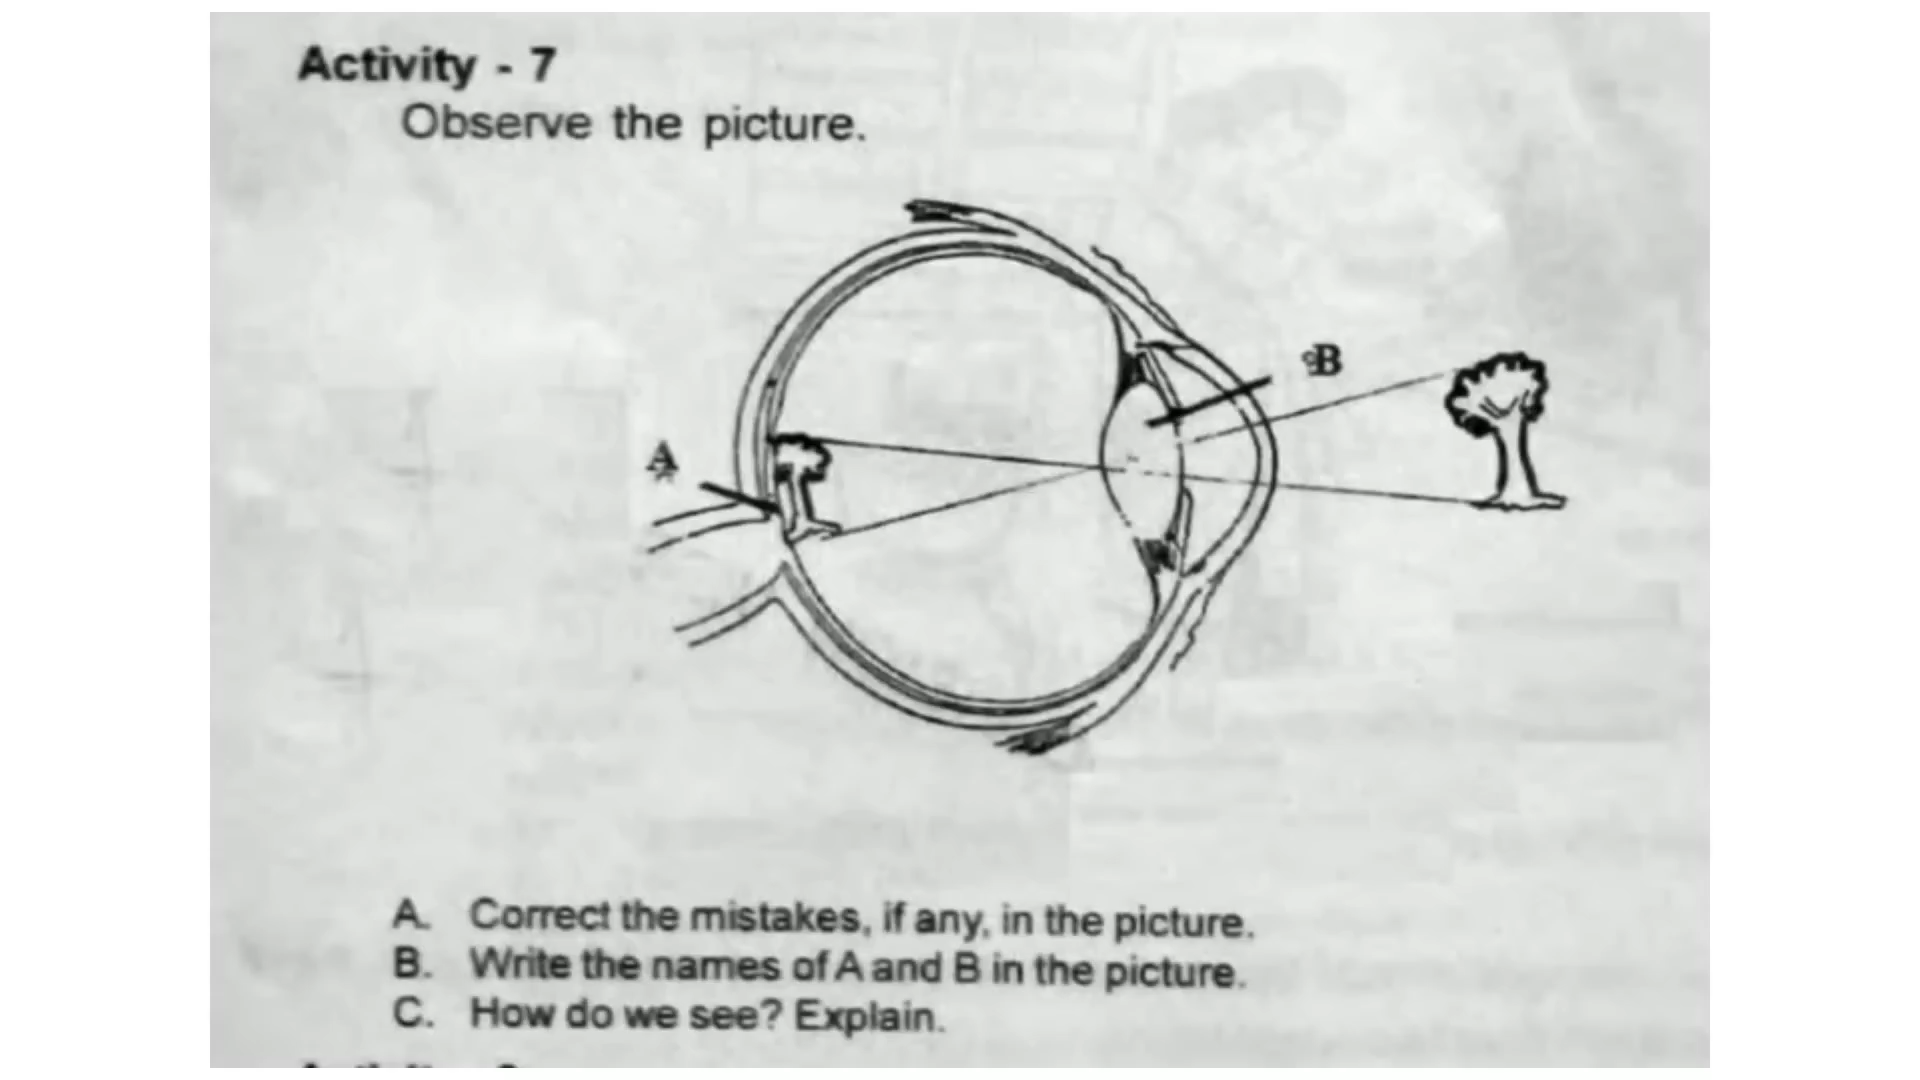 Activity - 7
Observe the picture.
B
A
A. Correct the mistakes, if any, in the picture.
B. Write the names of A and B in the picture.
C. How do we see? Explain.